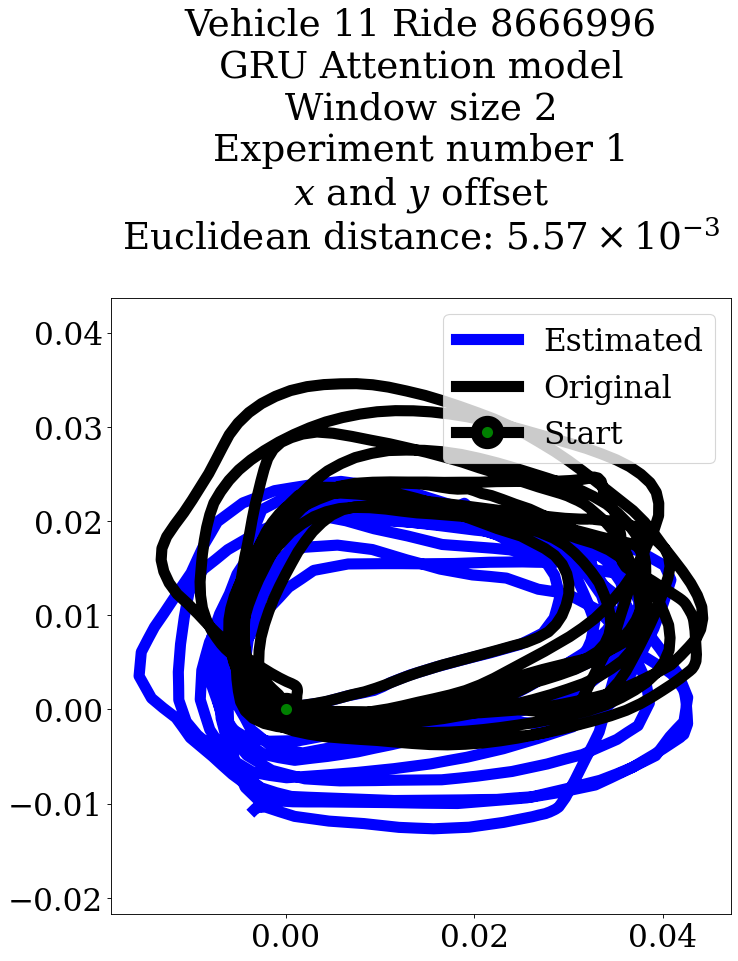 Vehicle 11 Ride 8666996
GRU Attention model
Window size 2
Experiment number 1
x and y offset
Euclidean distance: 5.57 × 10⁻³
Estimated
Original
Start
0.04
0.03
0.02
0.01
0.00
−0.01
−0.02
0.00 0.02 0.04